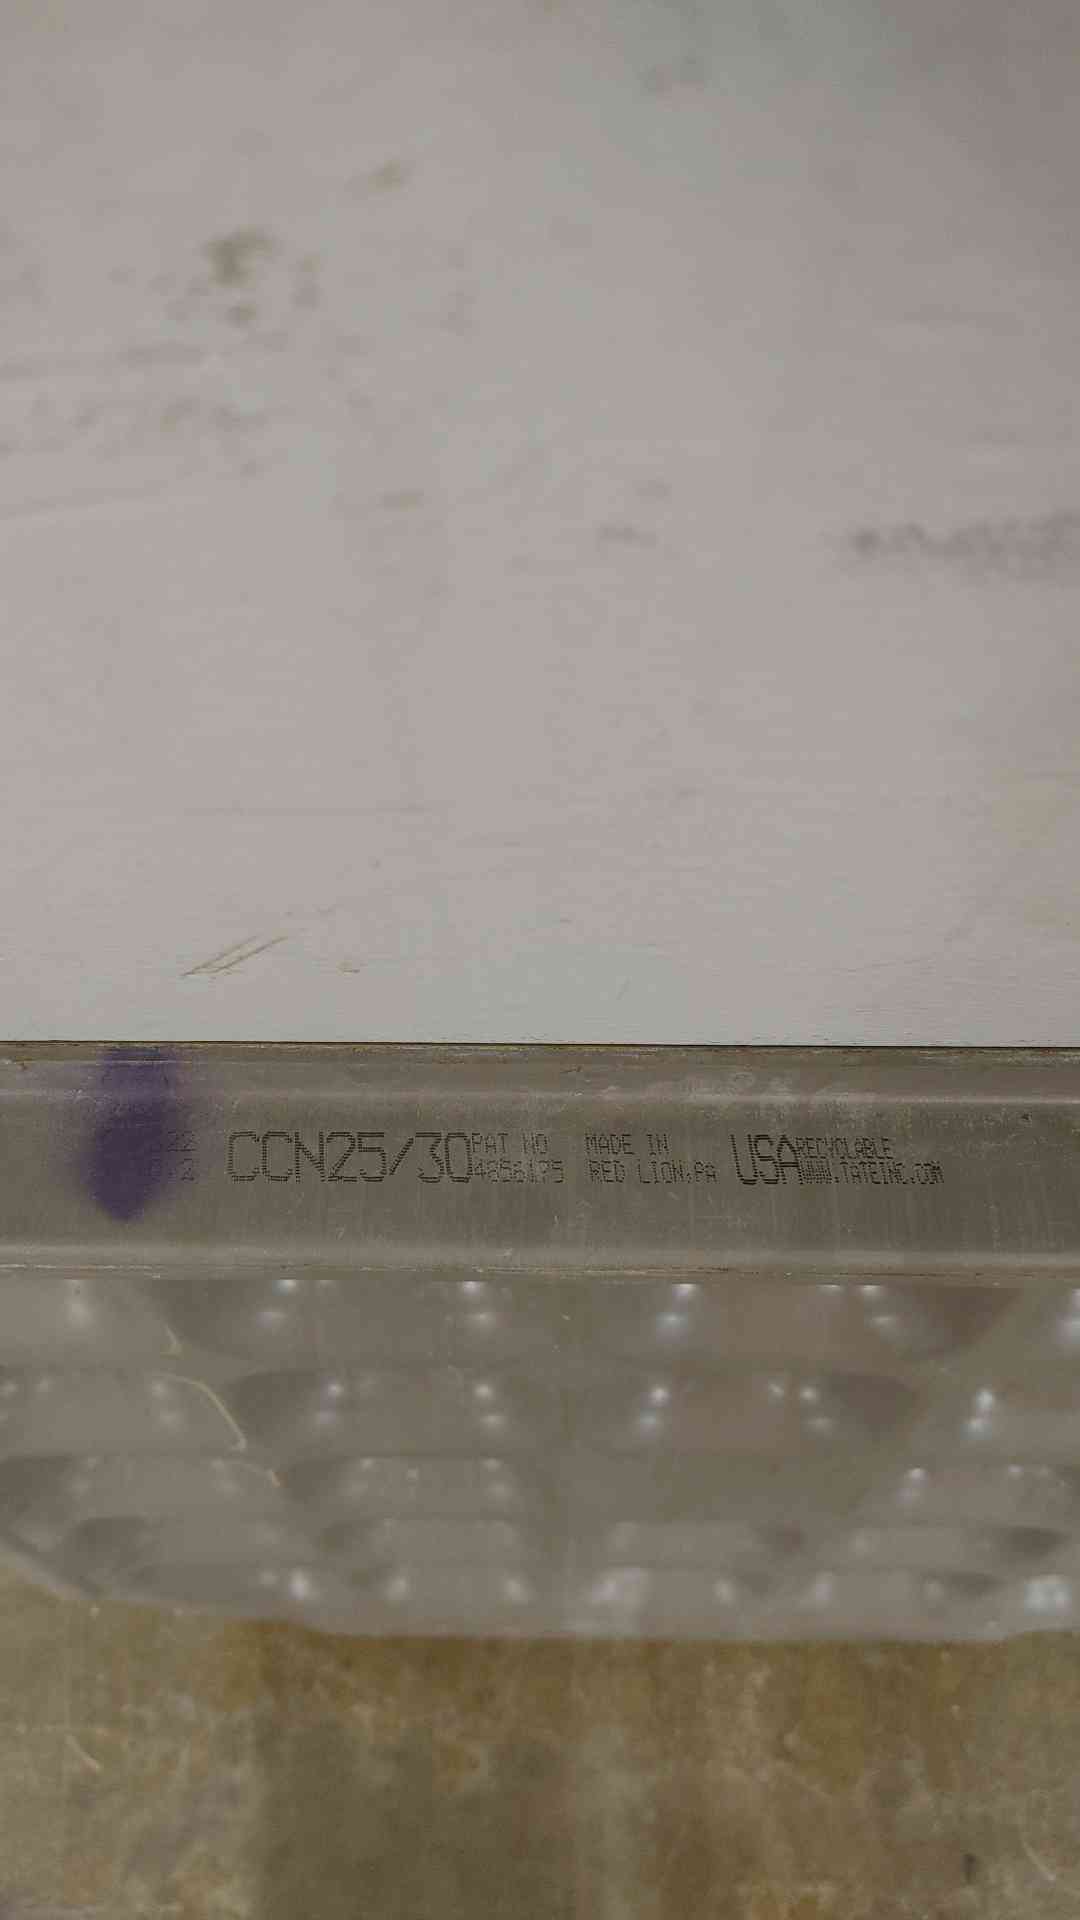 CCN25/30
PAT NO
4856175
MADE IN
RED LION,PA
USA
RECYCLABLE
WWW.TATEINC.COM